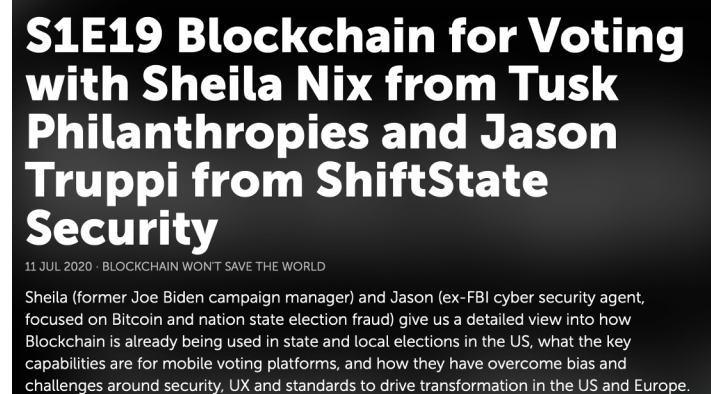 S1E19 Blockchain for Voting
with Sheila Nix from Tusk
Philanthropies and Jason
Truppi from ShiftState
Security
11 JUL 2020 · BLOCKCHAIN WON'T SAVE THE WORLD
Sheila (former Joe Biden campaign manager) and Jason (ex-FBI cyber security agent,
focused on Bitcoin and nation state election fraud) give us a detailed view into how
Blockchain is already being used in state and local elections in the US, what the key
capabilities are for mobile voting platforms, and how they have overcome bias and
challenges around security, UX and standards to drive transformation in the US and Europe.